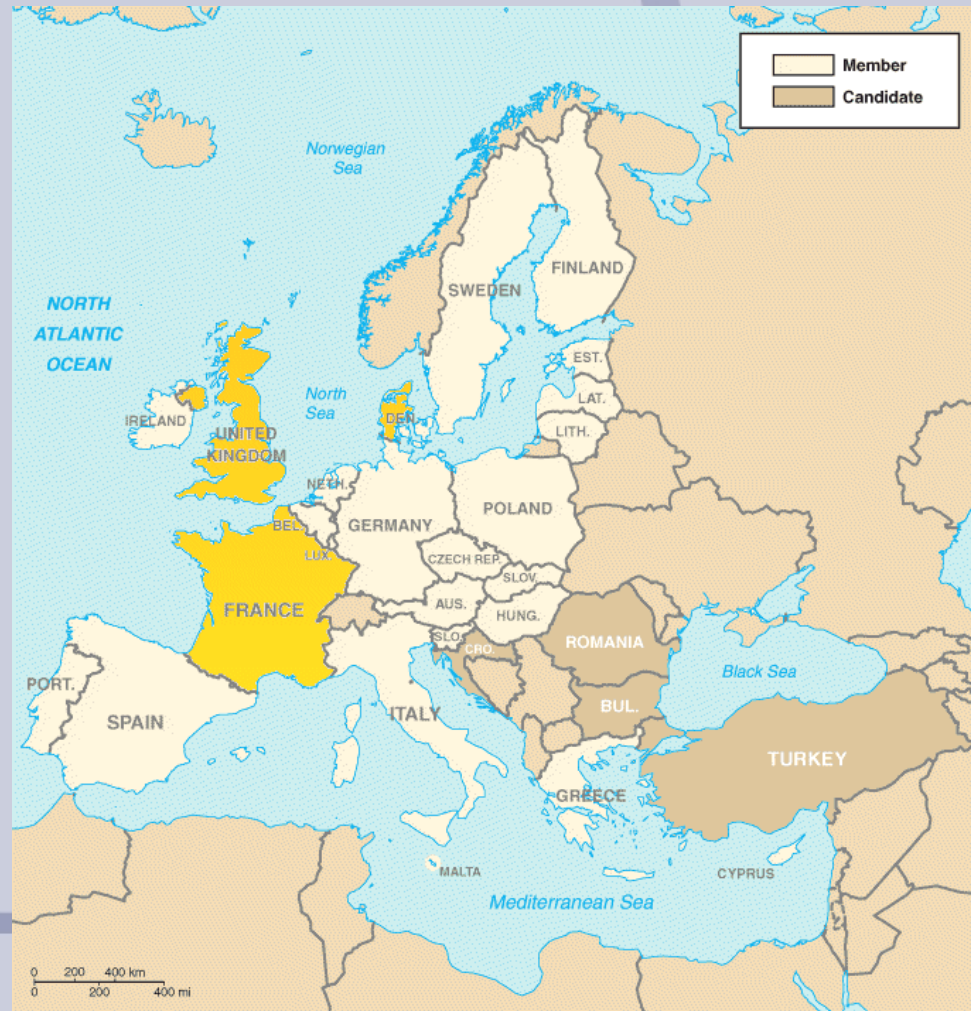 Member
Candidate
Norwegian
Sea
FINLAND
SWEDEN
NORTH
ATLANTIC
OCEAN
EST.
North
Sea
LAT.
DEN.
IRELAND
LITH.
UNITED
KINGDOM
NETH.
POLAND
BEL.
GERMANY
LUX.
CZECH REP.
SLOV.
AUS.
FRANCE
HUNG.
SLO.
CRO.
ROMANIA
Black Sea
PORT.
BUL.
ITALY
SPAIN
TURKEY
GREECE
MALTA
CYPRUS
Mediterranean Sea
0 200 400 km
0 200 400 mi